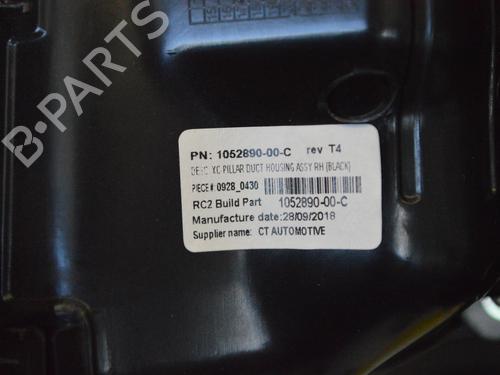 B-PARTS
PN: 1052890-00-C rev T4
PILLAR DUCT HOUSING ASSY RH (BLACK)
PIECE # 0928_0430
RC2 Build Part 1052890-00-C
Manufacture date:28/09/2018
Supplier name: CT AUTOMOTIVE